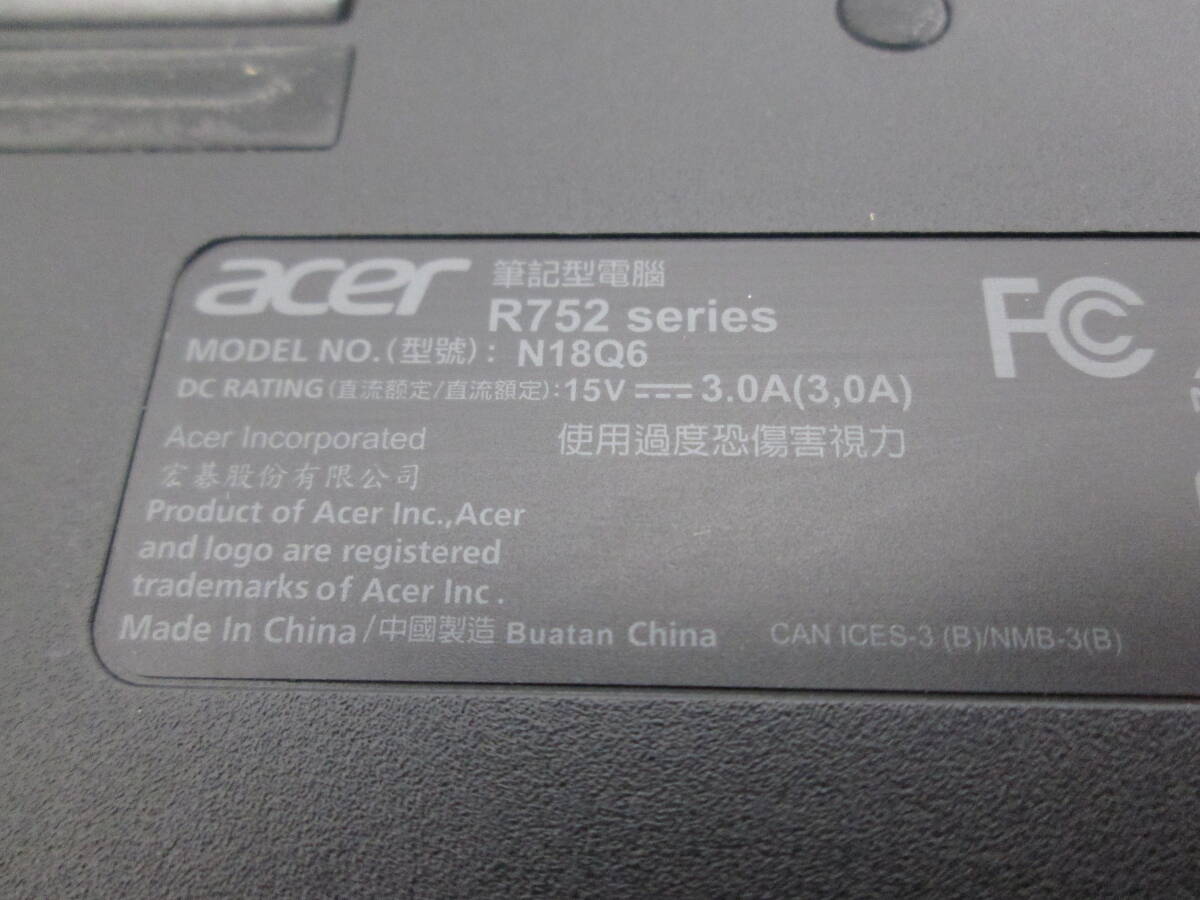 acer 筆記型電腦
R752 series
MODEL NO.(型號): N18Q6
DC RATING(直流额定/直流額定):15V ⎓ 3.0A(3,0A)
Acer Incorporated 使用過度恐傷害視力
宏碁股份有限公司
Product of Acer Inc.,Acer
and logo are registered
trademarks of Acer Inc.
Made In China/中國製造 Buatan China CAN ICES-3 (B)/NMB-3(B)
FC